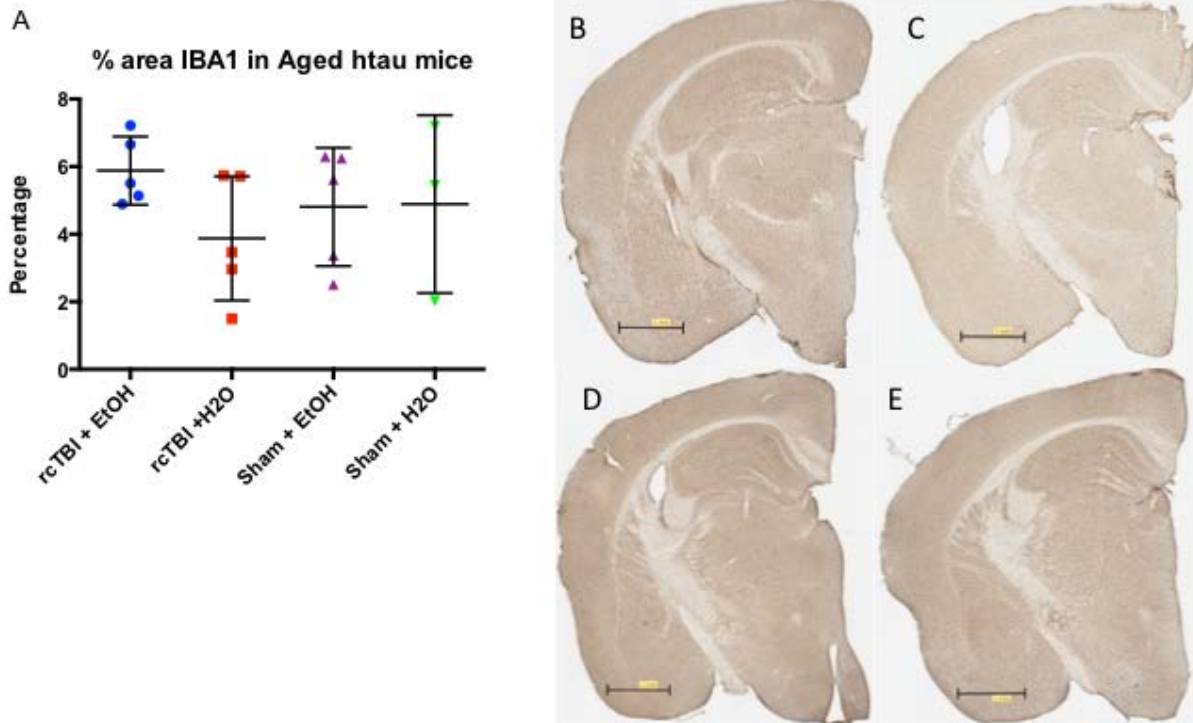 A
% area IBA1 in Aged htau mice
Percentage
8
6
4
2
0
rcTBI + EtOH
rcTBI +H2O
Sham + EtOH
Sham + H2O
B
C
D
E